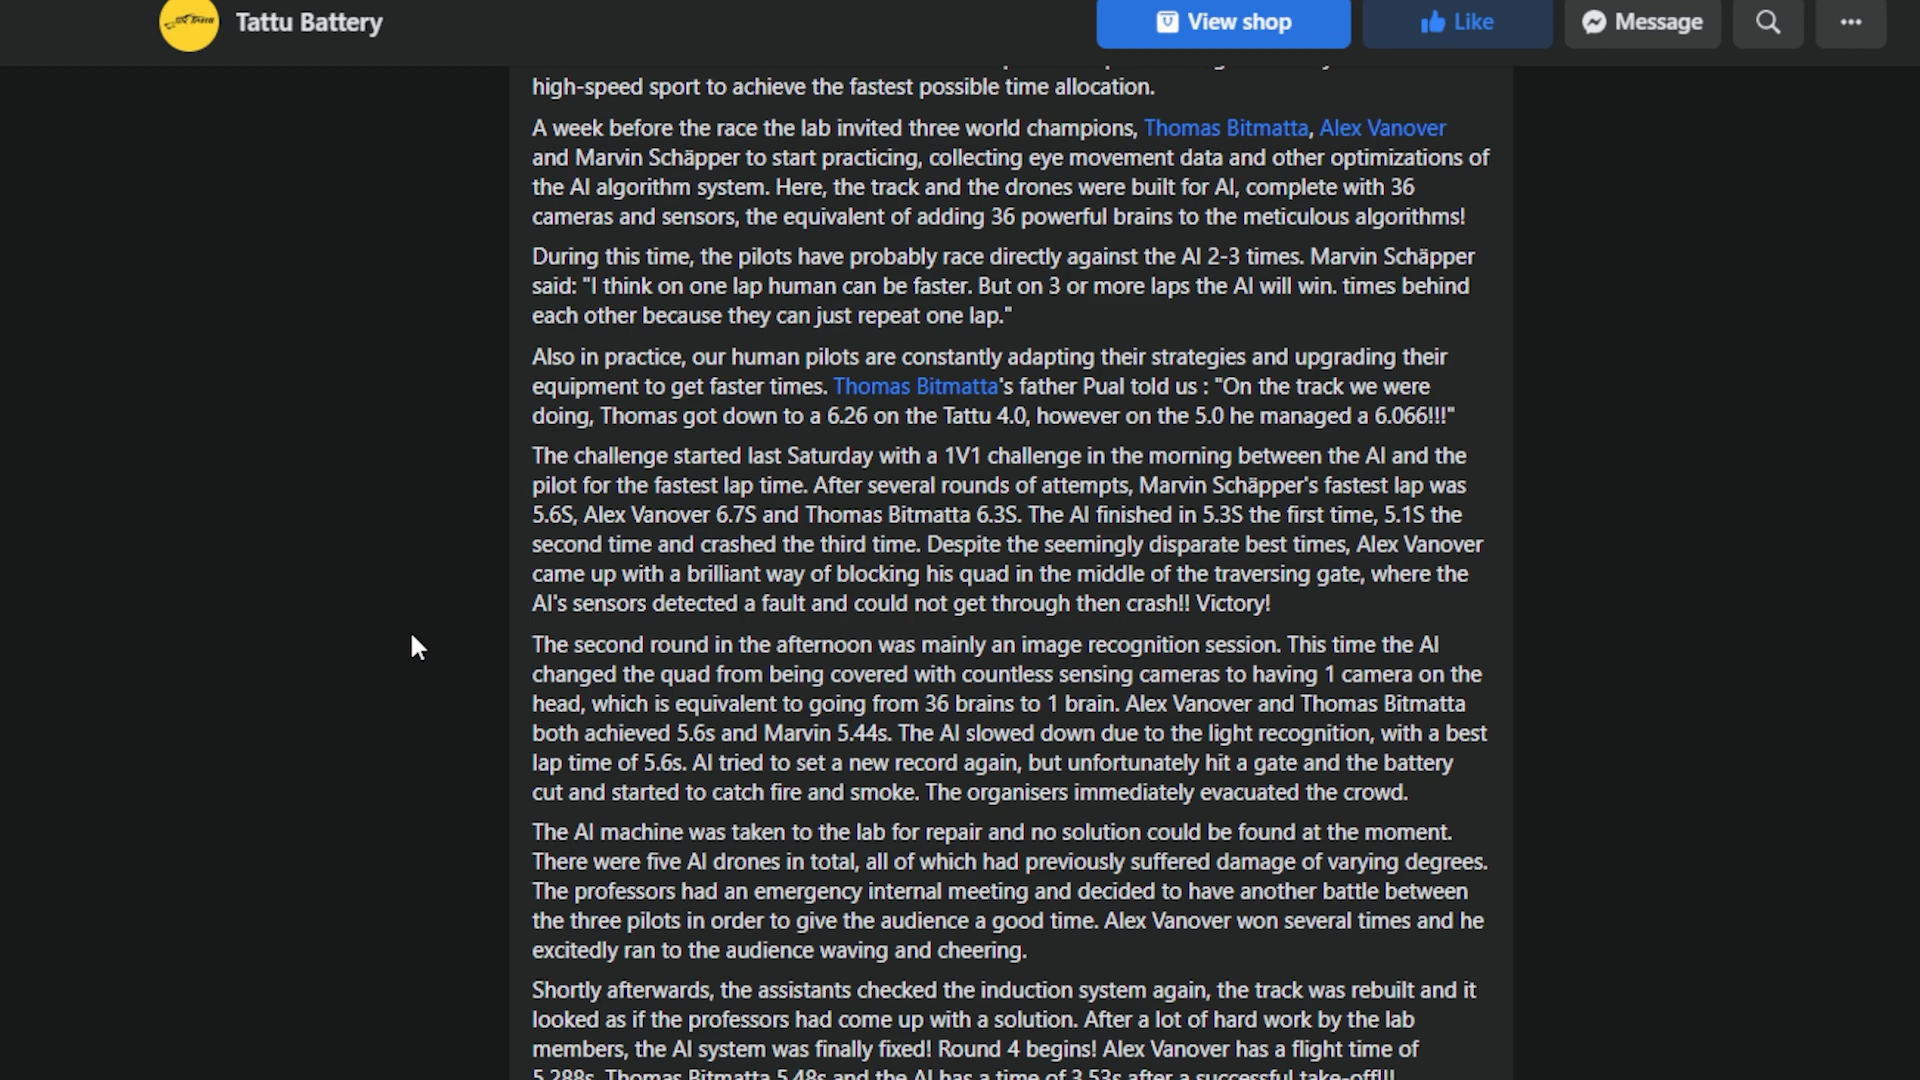 Tattu Battery
View shop
Like
Message
high-speed sport to achieve the fastest possible time allocation.
A week before the race the lab invited three world champions, Thomas Bitmatta, Alex Vanover
and Marvin Schäpper to start practicing, collecting eye movement data and other optimizations of
the AI algorithm system. Here, the track and the drones were built for AI, complete with 36
cameras and sensors, the equivalent of adding 36 powerful brains to the meticulous algorithms!
During this time, the pilots have probably race directly against the AI 2-3 times. Marvin Schäpper
said: "I think on one lap human can be faster. But on 3 or more laps the AI will win. times behind
each other because they can just repeat one lap."
Also in practice, our human pilots are constantly adapting their strategies and upgrading their
equipment to get faster times. Thomas Bitmatta's father Pual told us : "On the track we were
doing, Thomas got down to a 6.26 on the Tattu 4.0, however on the 5.0 he managed a 6.066!!!"
The challenge started last Saturday with a 1V1 challenge in the morning between the AI and the
pilot for the fastest lap time. After several rounds of attempts, Marvin Schäpper's fastest lap was
5.6S, Alex Vanover 6.7S and Thomas Bitmatta 6.3S. The AI finished in 5.3S the first time, 5.1S the
second time and crashed the third time. Despite the seemingly disparate best times, Alex Vanover
came up with a brilliant way of blocking his quad in the middle of the traversing gate, where the
AI's sensors detected a fault and could not get through then crash!! Victory!
The second round in the afternoon was mainly an image recognition session. This time the AI
changed the quad from being covered with countless sensing cameras to having 1 camera on the
head, which is equivalent to going from 36 brains to 1 brain. Alex Vanover and Thomas Bitmatta
both achieved 5.6s and Marvin 5.44s. The AI slowed down due to the light recognition, with a best
lap time of 5.6s. AI tried to set a new record again, but unfortunately hit a gate and the battery
cut and started to catch fire and smoke. The organisers immediately evacuated the crowd.
The AI machine was taken to the lab for repair and no solution could be found at the moment.
There were five AI drones in total, all of which had previously suffered damage of varying degrees.
The professors had an emergency internal meeting and decided to have another battle between
the three pilots in order to give the audience a good time. Alex Vanover won several times and he
excitedly ran to the audience waving and cheering.
Shortly afterwards, the assistants checked the induction system again, the track was rebuilt and it
looked as if the professors had come up with a solution. After a lot of hard work by the lab
members, the AI system was finally fixed! Round 4 begins! Alex Vanover has a flight time of
5.288s, Thomas Bitmatta 5.48s and the AI has a time of 3.53s after a successful take-off!!!